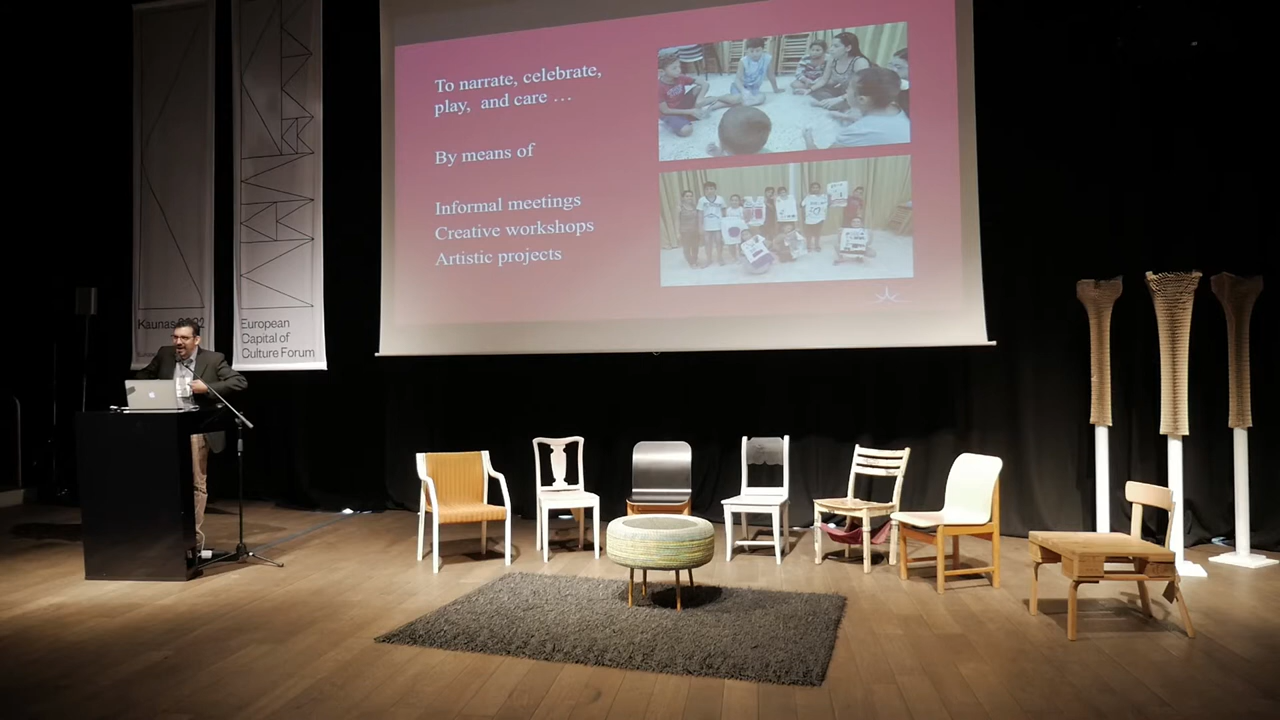 To narrate, celebrate,
play, and care ...
By means of
Informal meetings
Creative workshops
Artistic projects
Kaunas 2022
European
Capital of
Culture Forum